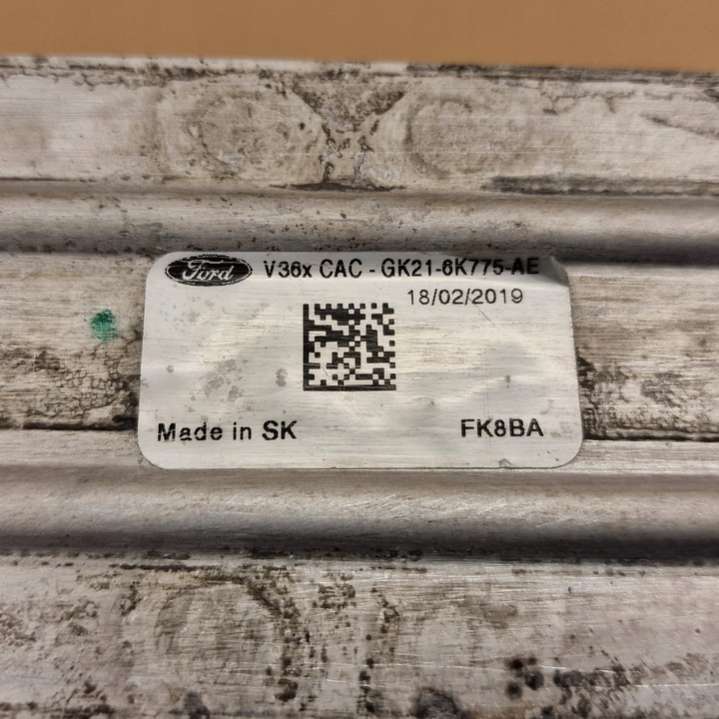 Ford V36x CAC - GK21-6K775-AE
18/02/2019
Made in SK FK8BA